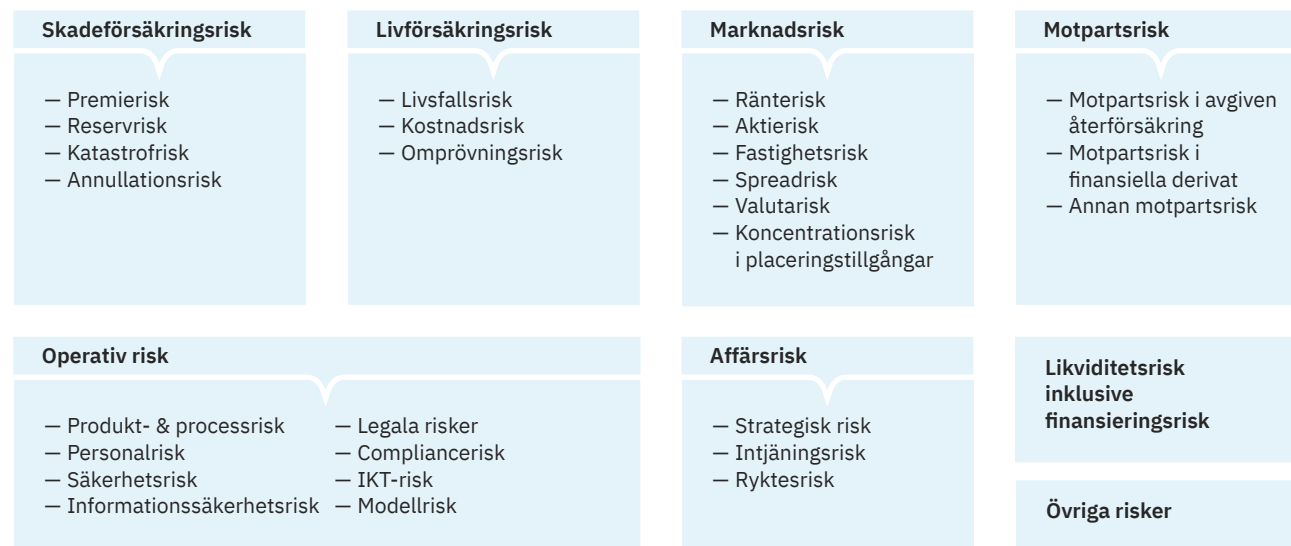 Skadeförsäkringsrisk
— Premierisk
— Reservrisk
— Katastrofrisk
— Annullationsrisk
Livförsäkringsrisk
— Livsfallsrisk
— Kostnadsrisk
— Omprövningsrisk
Marknadsrisk
— Ränterisk
— Aktierisk
— Fastighetsrisk
— Spreadrisk
— Valutarisk
— Koncentrationsrisk
i placeringstillgångar
Motpartsrisk
— Motpartsrisk i avgiven
återförsäkring
— Motpartsrisk i
finansiella derivat
— Annan motpartsrisk
Operativ risk
— Produkt- & processrisk
— Personalrisk
— Säkerhetsrisk
— Informationssäkerhetsrisk
— Legala risker
— Compliancerisk
— IKT-risk
— Modellrisk
Affärsrisk
— Strategisk risk
— Intjäningsrisk
— Ryktesrisk
Likviditetsrisk
inklusive
finansieringsrisk
Övriga risker